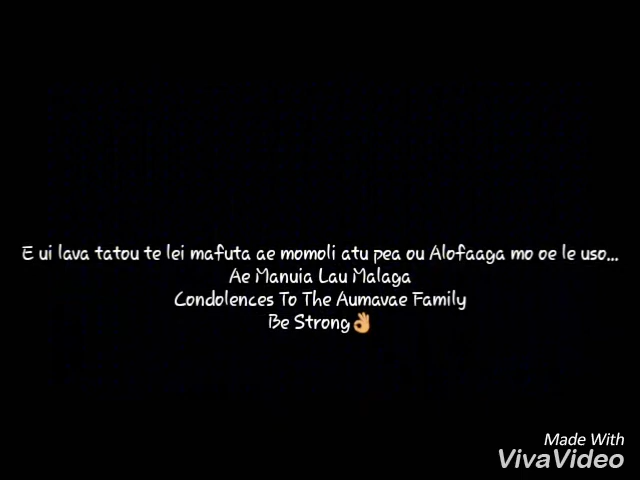 E ui lava tatou te lei mafuta ae momoli atu pea ou Alofaaga mo oe le uso...
Ae Manuia Lau Malaga
Condolences To The Aumavae Family
Be Strong👌
Made With
VivaVideo